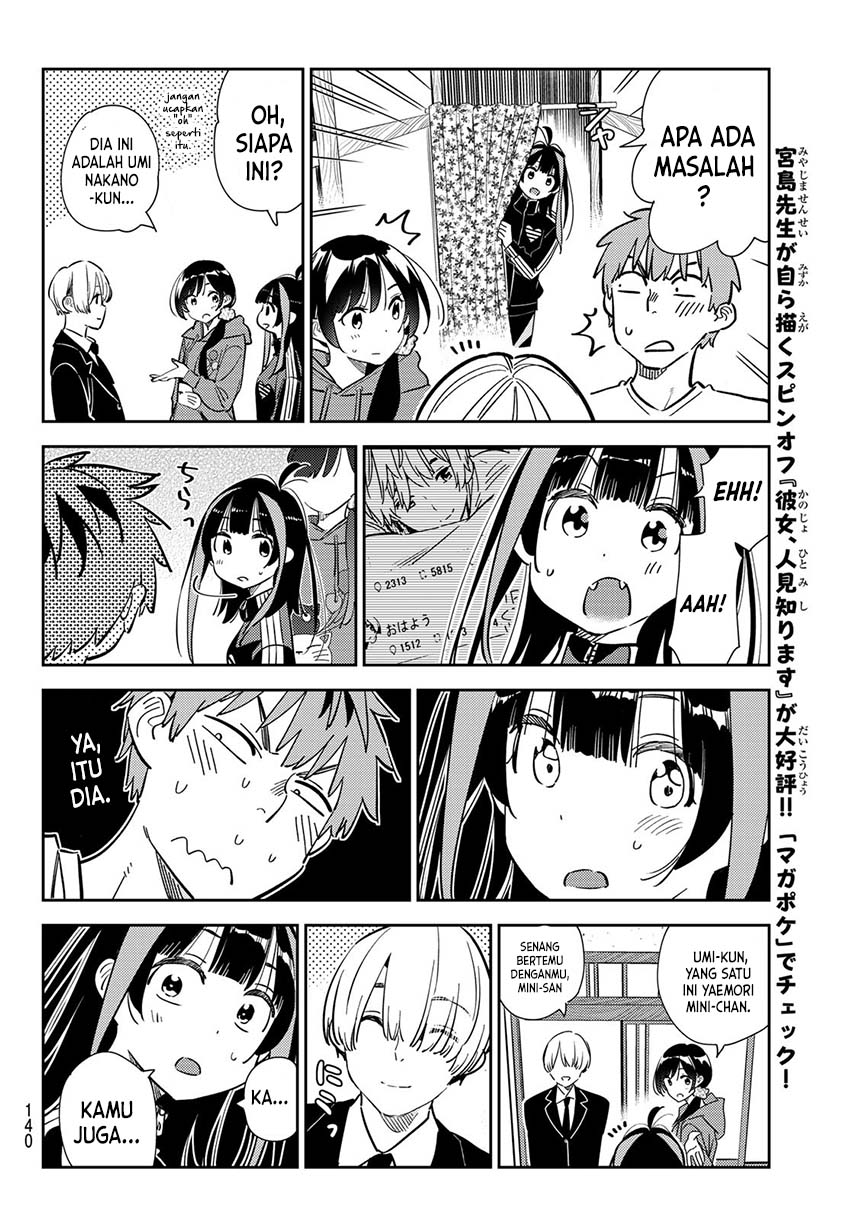 APA ADA
MASALAH
?
OH,
SIAPA
INI?
jangan
ucapkan
"oh"
seperti
itu.
DIA INI
ADALAH UMI
NAKANO
-KUN...
EHH!
AAH!
2313 5815
おはよう
1512
ちらっ
YA,
ITU
DIA.
UMI-KUN,
YANG SATU
INI YAEMORI
MINI-CHAN.
SENANG
BERTEMU
DENGANMU,
MINI-SAN
ニコ
KA...
KAMU
JUGA...
宮島先生が自ら描くスピンオフ『彼女、人見知ります』が大好評!!「マガポケ」でチェック!
140